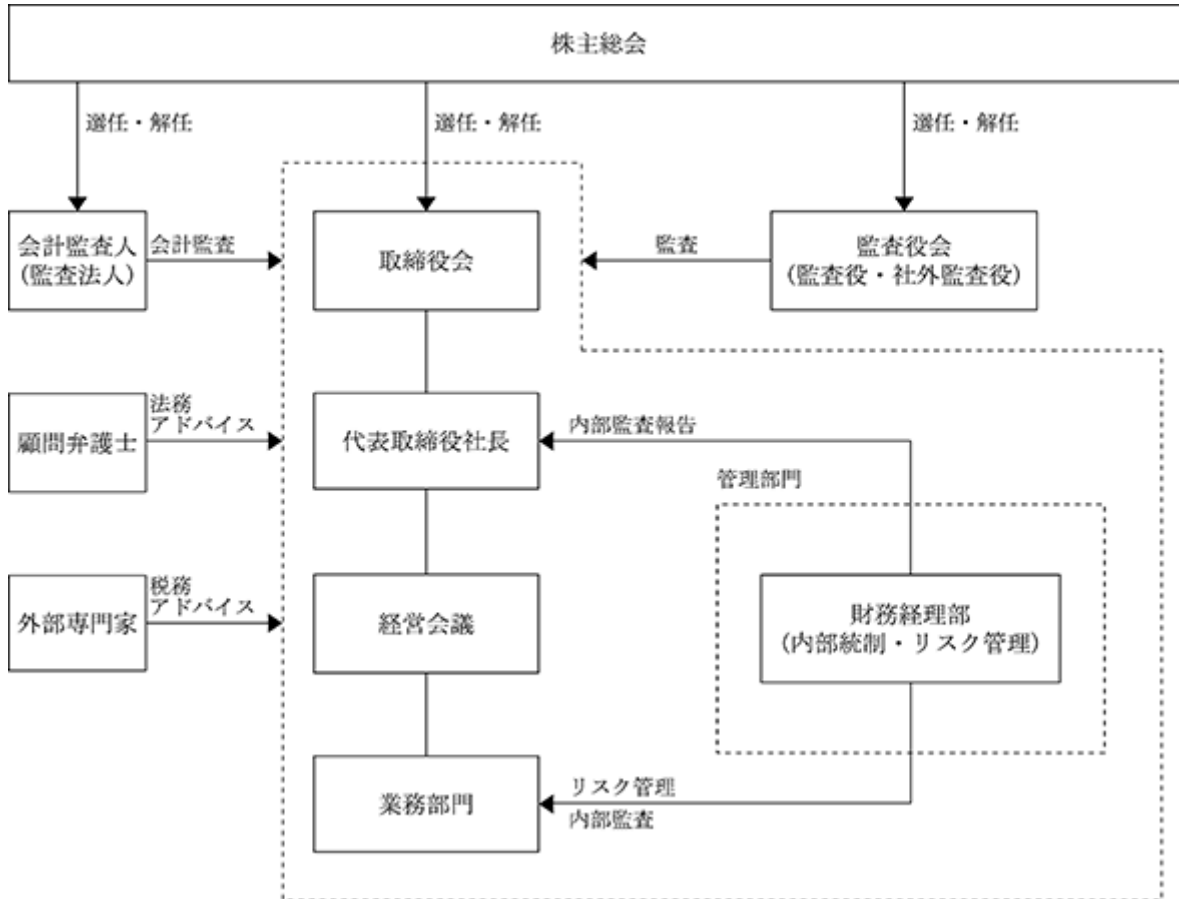 株主総会
選任・解任
選任・解任
選任・解任
会計監査人
(監査法人)
会計監査
取締役会
監査
監査役会
(監査役・社外監査役)
顧問弁護士
法務
アドバイス
代表取締役社長
内部監査報告
管理部門
外部専門家
税務
アドバイス
経営会議
財務経理部
(内部統制・リスク管理)
業務部門
リスク管理
内部監査